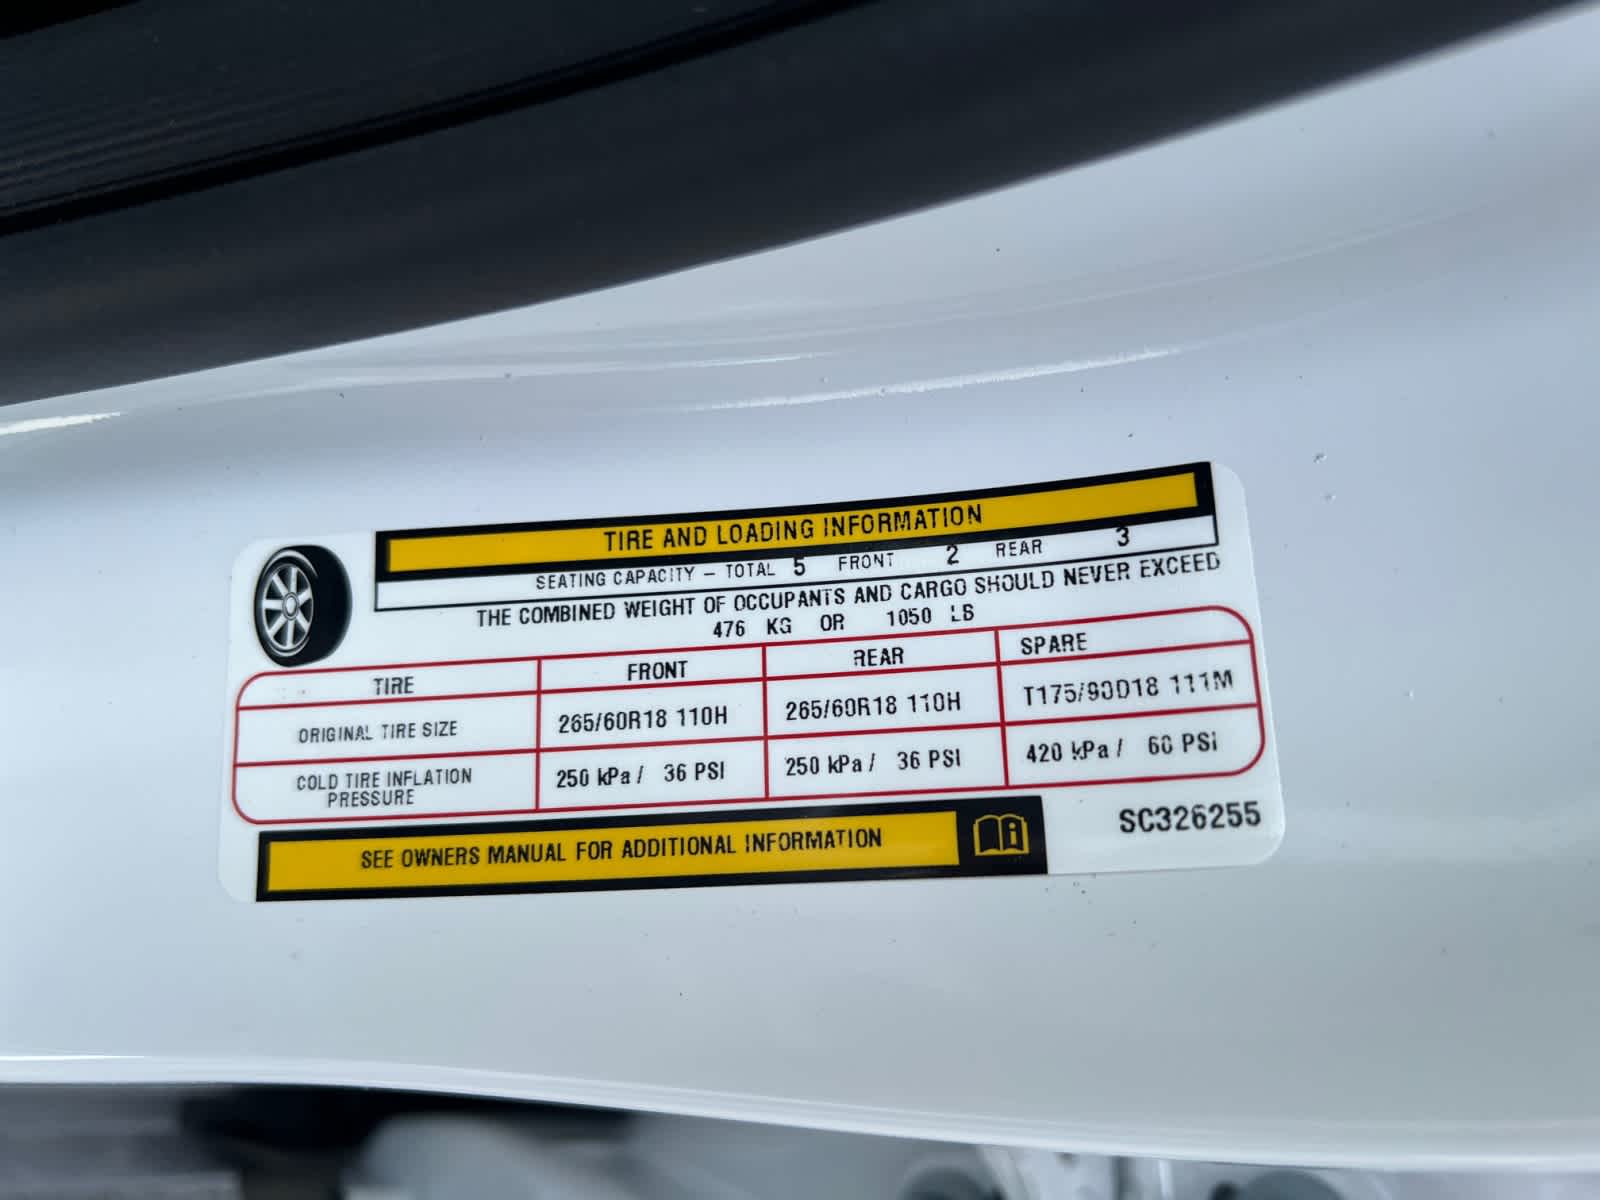 TIRE AND LOADING INFORMATION
SEATING CAPACITY – TOTAL 5 FRONT 2 REAR 3
THE COMBINED WEIGHT OF OCCUPANTS AND CARGO SHOULD NEVER EXCEED
476 KG OR 1050 LB
TIRE FRONT REAR SPARE
ORIGINAL TIRE SIZE 265/60R18 110H 265/60R18 110H T175/90D18 111M
COLD TIRE INFLATION PRESSURE 250 kPa / 36 PSI 250 kPa / 36 PSI 420 kPa / 60 PSI
SEE OWNERS MANUAL FOR ADDITIONAL INFORMATION
SC326255